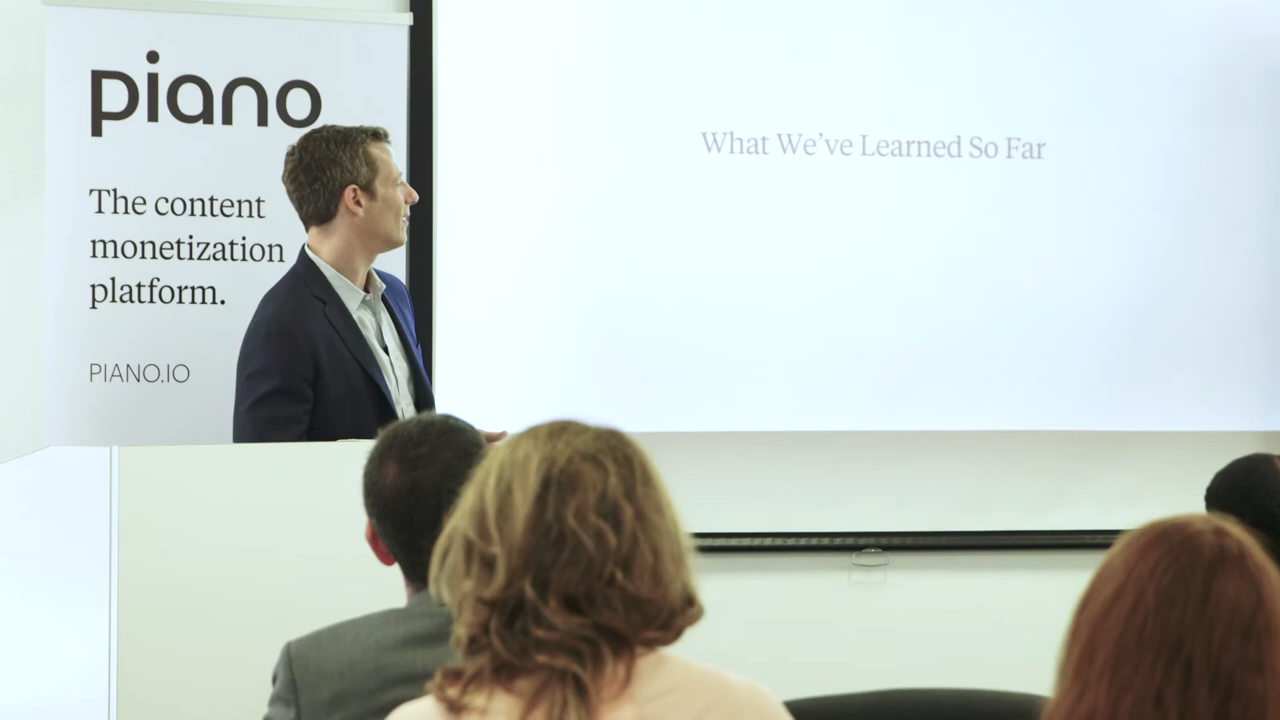 piano
The content
monetization
platform.
PIANO.IO
What We’ve Learned So Far